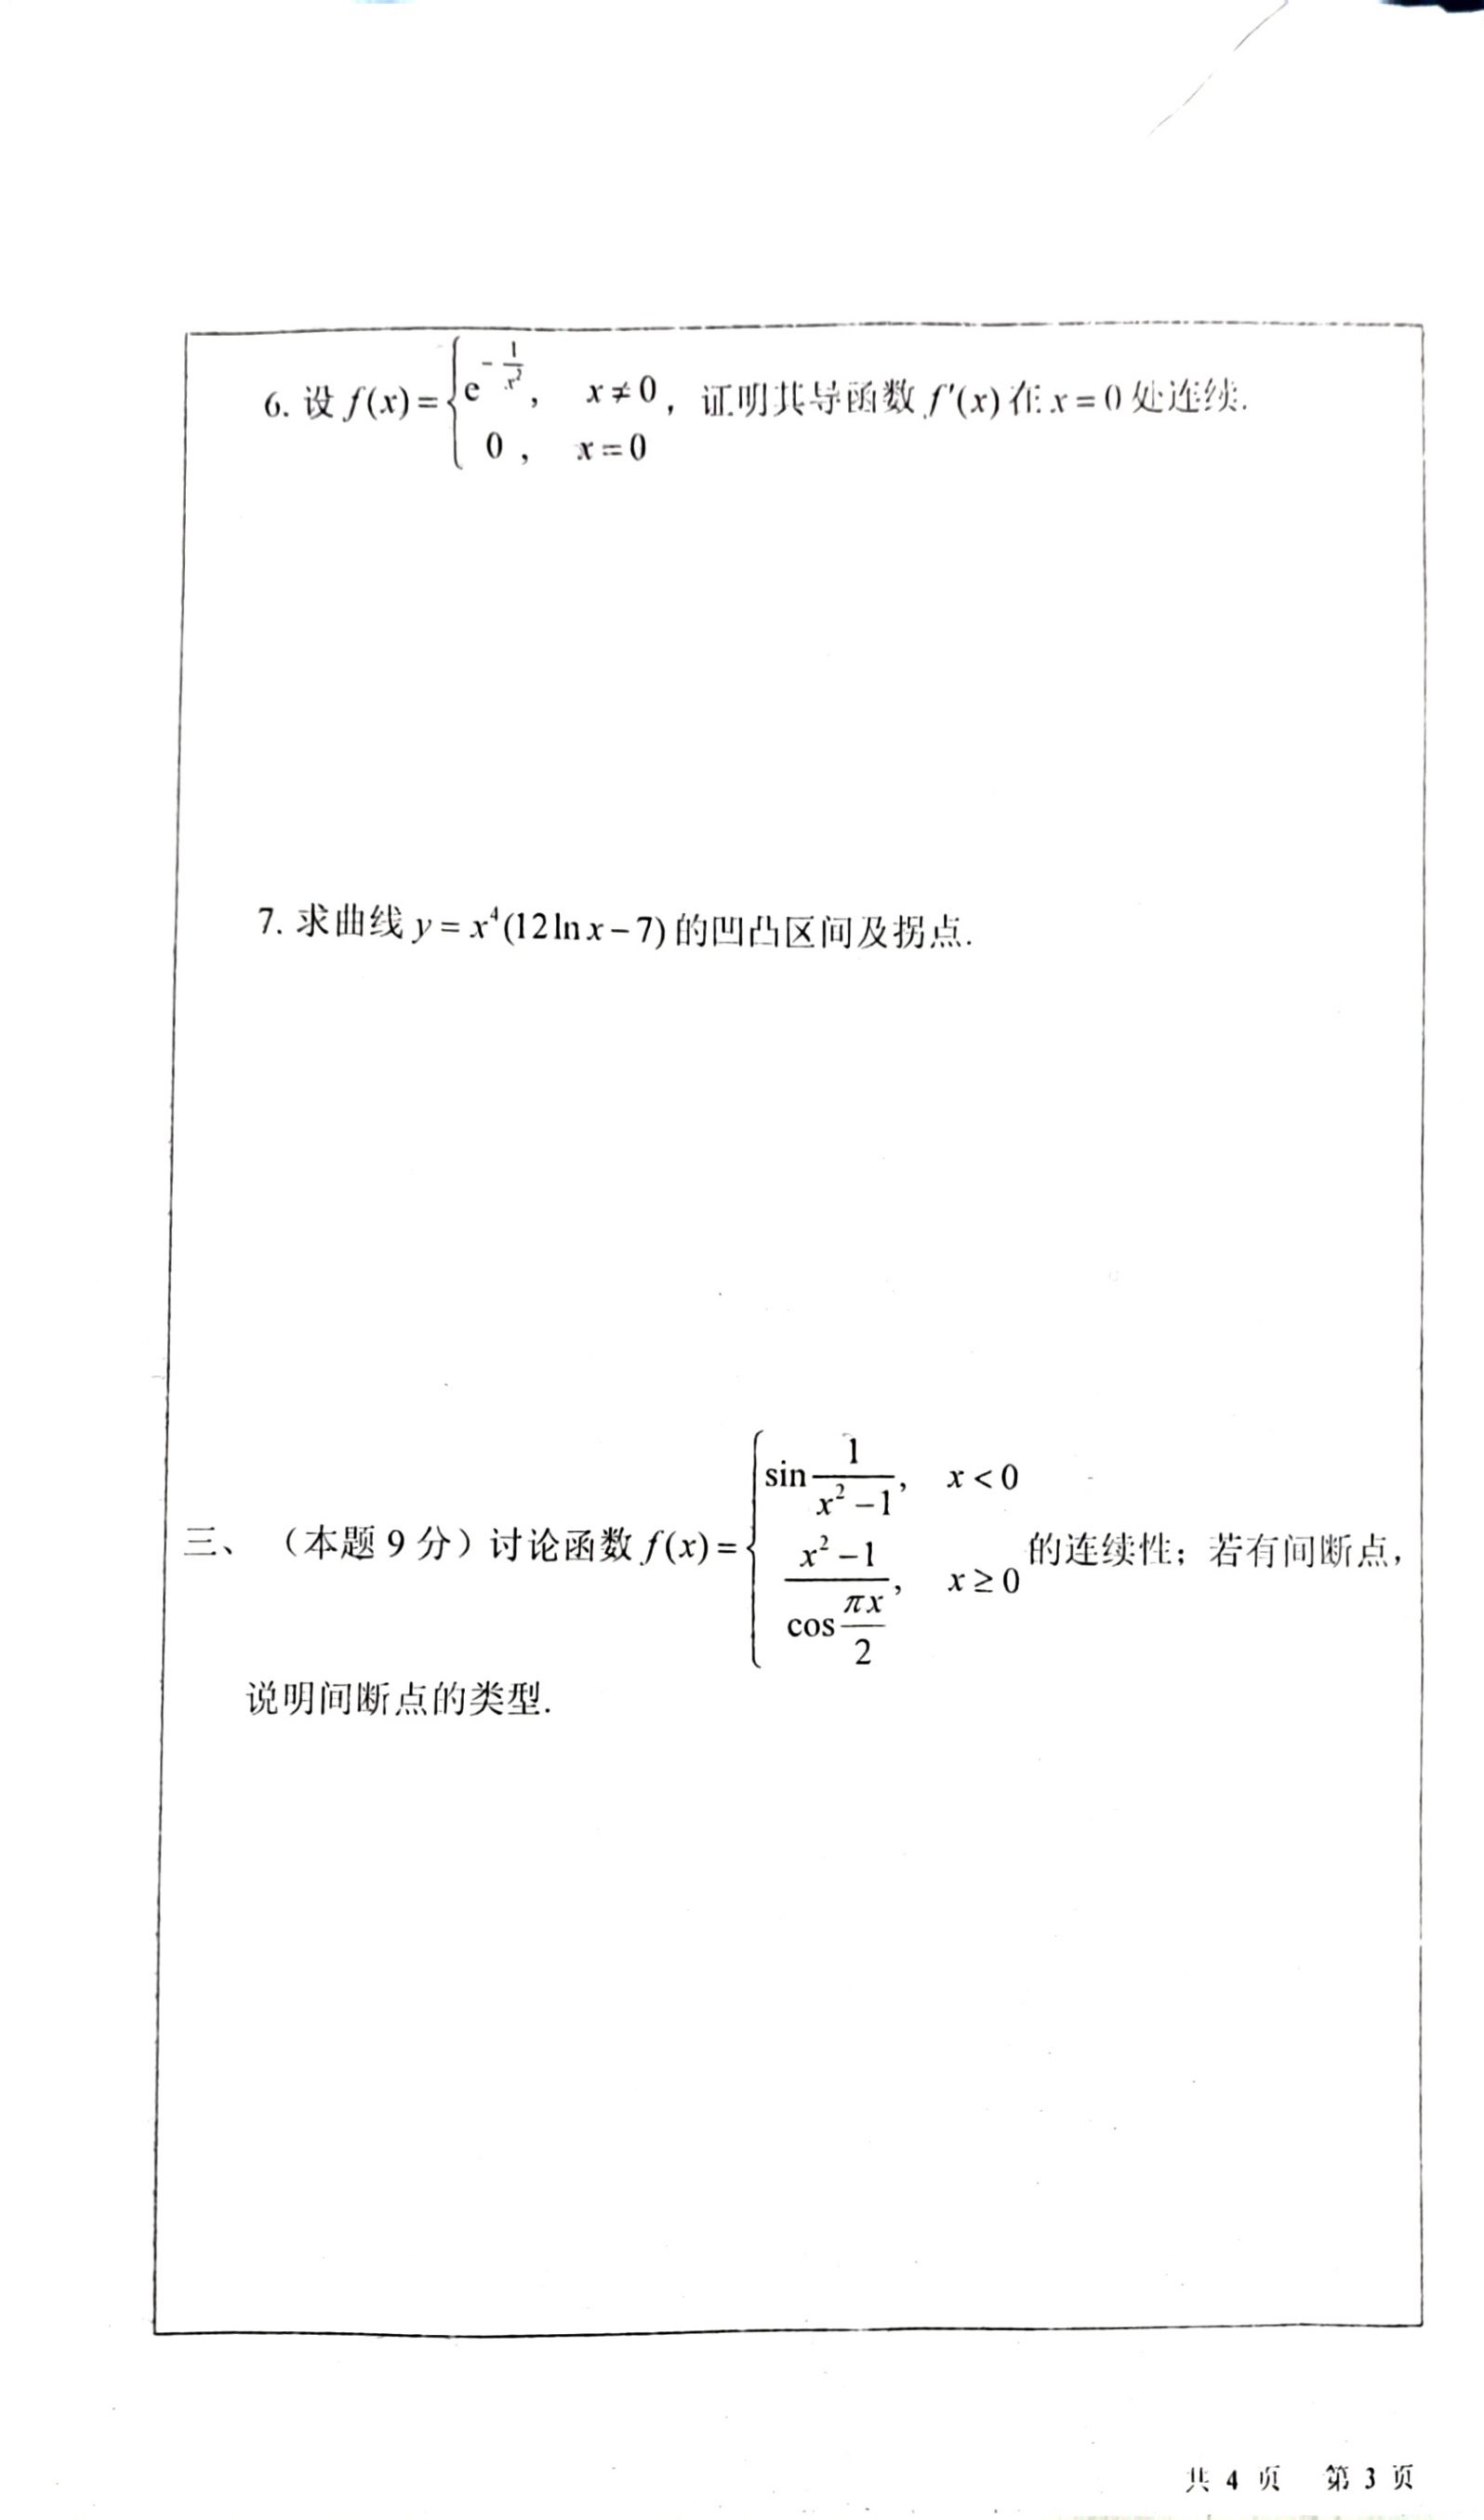 6. 设 f(x) = { e^{-1/x²}, x≠0, 0, x=0 , 证明其导函数 f′(x) 在 x=0 处连续.
7. 求曲线 y = x⁴(12ln x − 7) 的凹凸区间及拐点.
三、（本题 9 分）讨论函数 f(x) = { sin 1/(x²−1), x<0, (x²−1)/(cos πx/2), x≥0 的连续性；若有间断点，
说明间断点的类型.
共 4 页 第 3 页